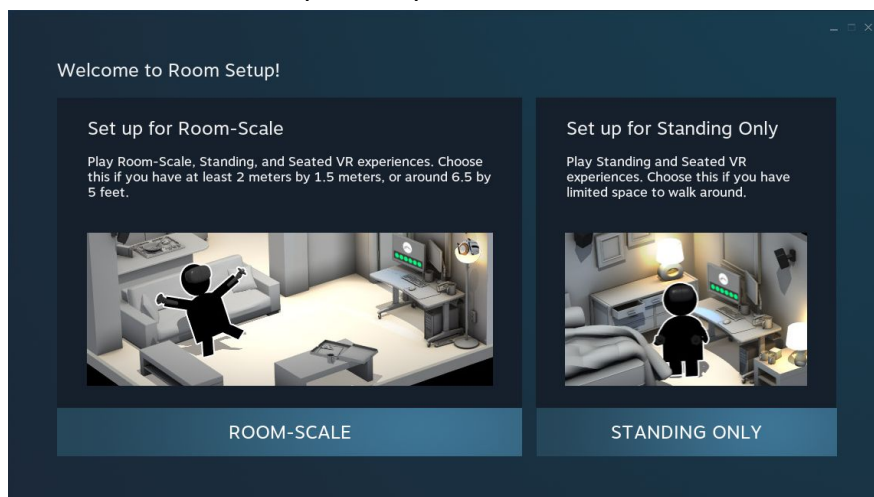 Welcome to Room Setup!
Set up for Room-Scale
Play Room-Scale, Standing, and Seated VR experiences. Choose
this if you have at least 2 meters by 1.5 meters, or around 6.5 by
5 feet.
ROOM-SCALE
Set up for Standing Only
Play Standing and Seated VR
experiences. Choose this if you have
limited space to walk around.
STANDING ONLY